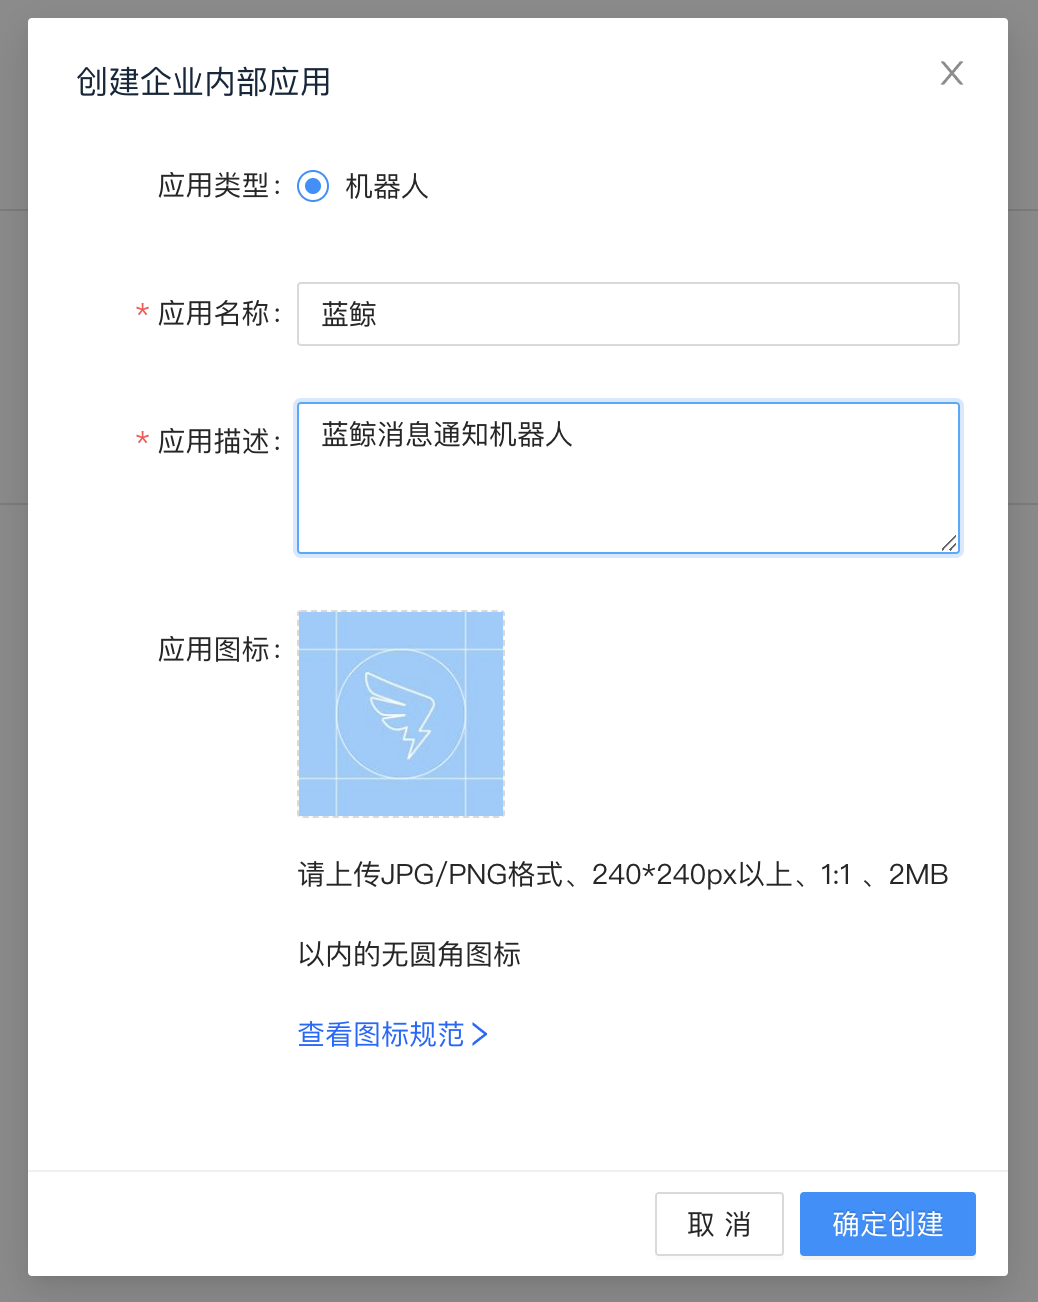 创建企业内部应用
应用类型: 机器人
* 应用名称: 蓝鲸
* 应用描述: 蓝鲸消息通知机器人
应用图标:
请上传JPG/PNG格式、240*240px以上、1:1 、2MB
以内的无圆角图标
查看图标规范
取 消 确定创建